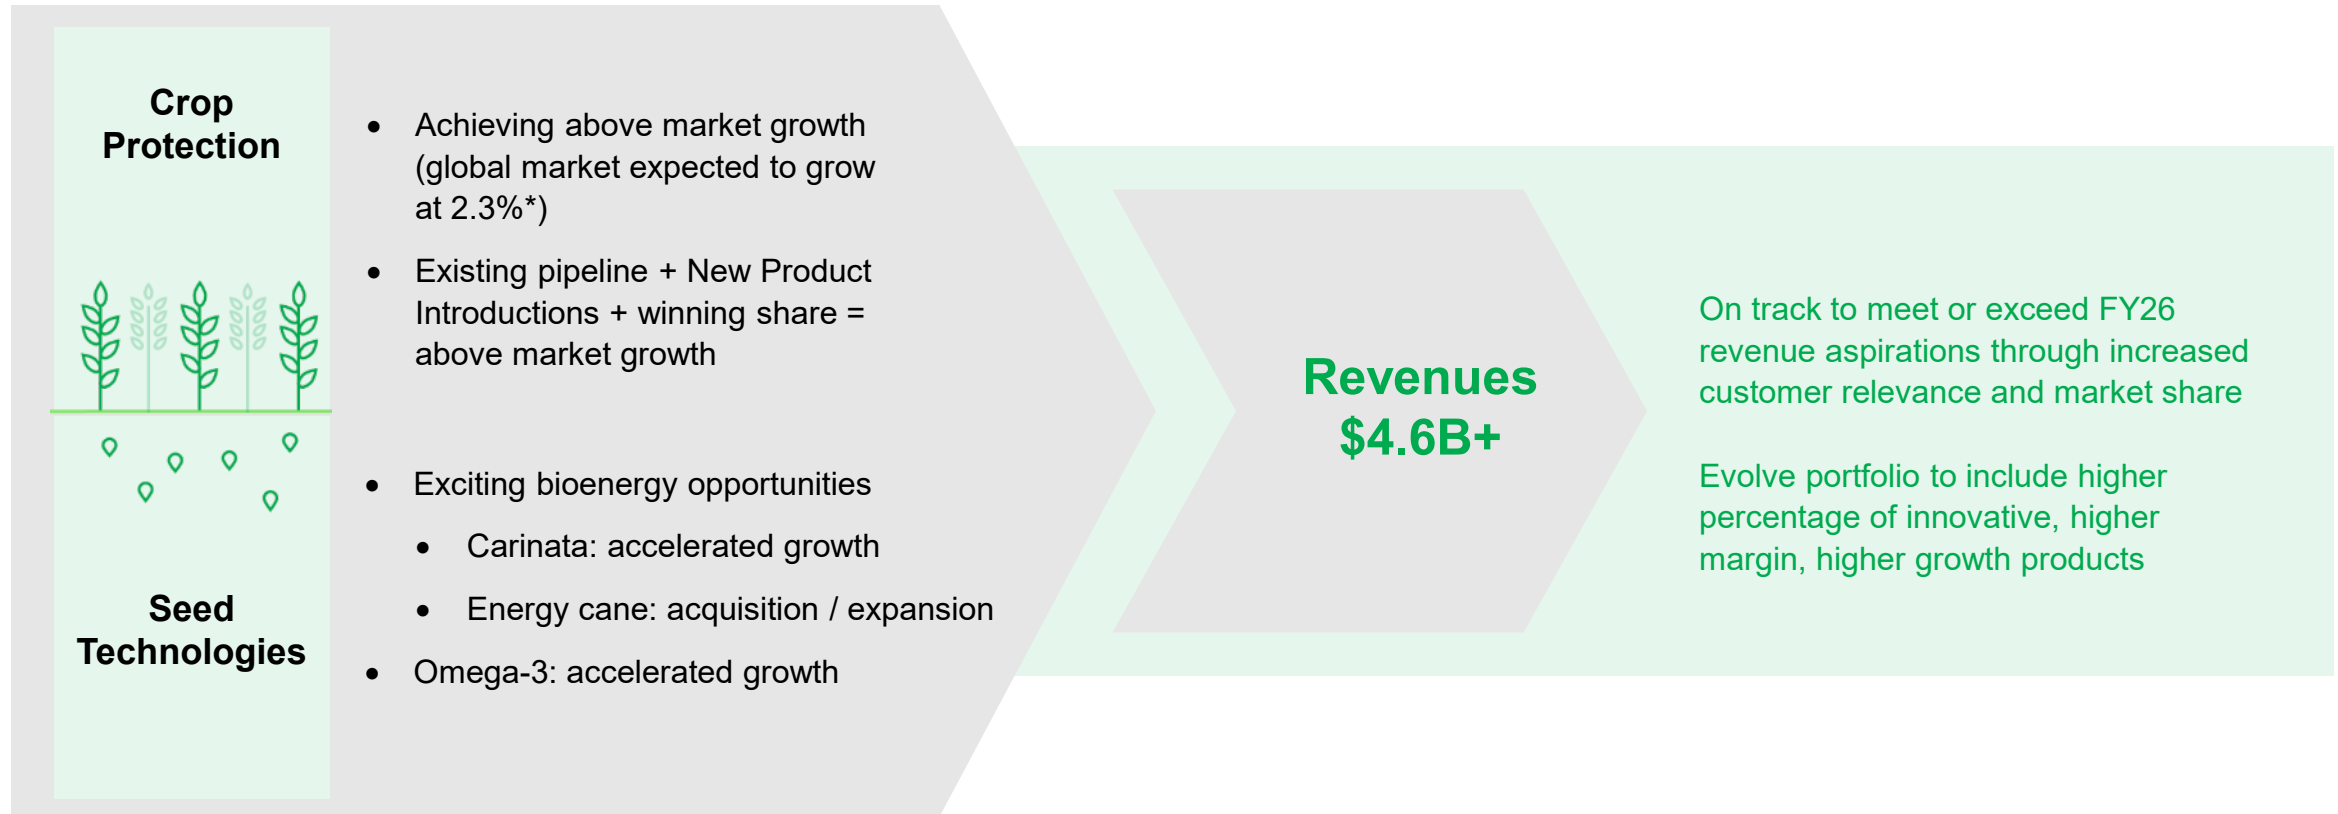 Crop
Protection
• Achieving above market growth
(global market expected to grow
at 2.3%*)
• Existing pipeline + New Product
Introductions + winning share =
above market growth
Seed
Technologies
• Exciting bioenergy opportunities
• Carinata: accelerated growth
• Energy cane: acquisition / expansion
• Omega-3: accelerated growth
Revenues
$4.6B+
On track to meet or exceed FY26
revenue aspirations through increased
customer relevance and market share
Evolve portfolio to include higher
percentage of innovative, higher
margin, higher growth products